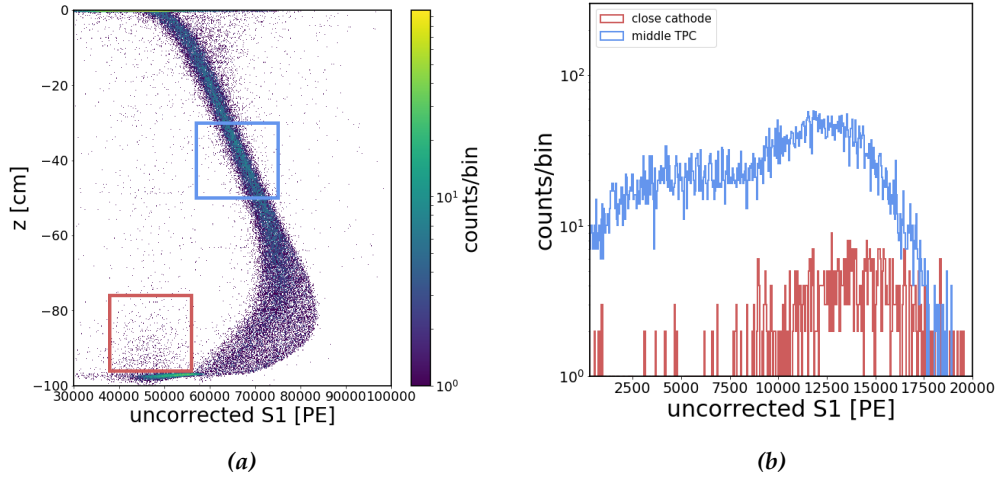 0
−20
−40
−60
−80
−100
z [cm]
30000 40000 50000 60000 70000 80000 90000100000
uncorrected S1 [PE]
10¹
10⁰
counts/bin
(a)
close cathode
middle TPC
10²
10¹
10⁰
counts/bin
2500 5000 7500 10000 12500 15000 17500 20000
uncorrected S1 [PE]
(b)